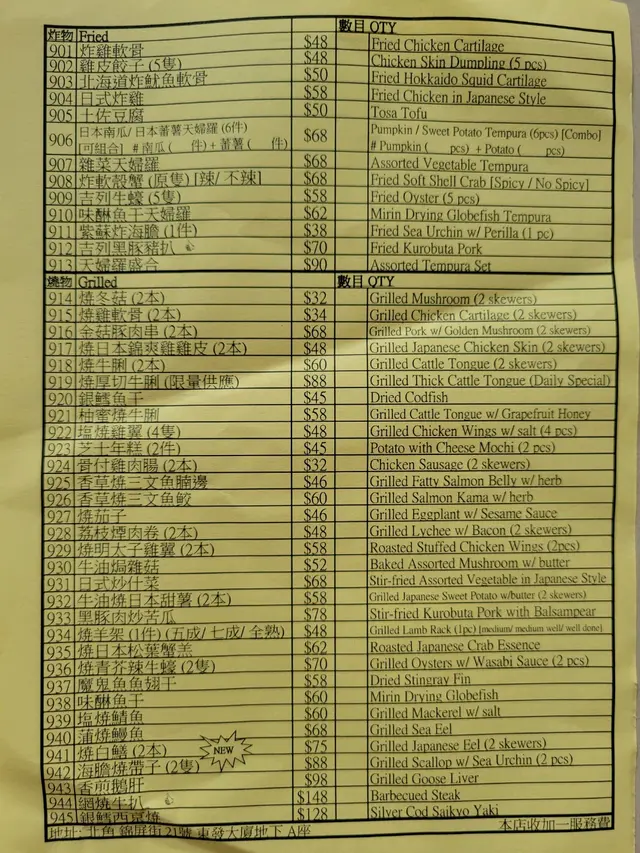 炸物 Fried 數目 QTY
901 炸雞軟骨 $48 Fried Chicken Cartilage
902 雞皮餃子 (5隻) $48 Chicken Skin Dumpling (5 pcs)
903 北海道炸魷魚軟骨 $50 Fried Hokkaido Squid Cartilage
904 日式炸雞 $58 Fried Chicken in Japanese Style
905 土佐豆腐 $50 Tosa Tofu
906 日本南瓜/ 日本蕃薯天婦羅 (6件) $68 Pumpkin / Sweet Potato Tempura (6pcs) [Combo]
[可組合] # 南瓜 ( 件) + 蕃薯 ( 件) # Pumpkin ( pcs) + Potato ( pcs)
907 雜菜天婦羅 $68 Assorted Vegetable Tempura
908 炸軟殼蟹 (原隻) [辣/ 不辣] $68 Fried Soft Shell Crab [Spicy / No Spicy]
909 吉列生蠔 (5隻) $58 Fried Oyster (5 pcs)
910 味醂魚干天婦羅 $62 Mirin Drying Globefish Tempura
911 紫蘇炸海膽 (1件) $38 Fried Sea Urchin w/ Perilla (1 pc)
912 吉列黑豚豬扒 $70 Fried Kurobuta Pork
913 天婦羅盛合 $90 Assorted Tempura Set
燒物 Grilled 數目 QTY
914 燒冬菇 (2本) $32 Grilled Mushroom (2 skewers)
915 燒雞軟骨 (2本) $34 Grilled Chicken Cartilage (2 skewers)
916 金菇豚肉串 (2本) $68 Grilled Pork w/ Golden Mushroom (2 skewers)
917 燒日本錦爽雞雞皮 (2本) $48 Grilled Japanese Chicken Skin (2 skewers)
918 燒牛脷 (2本) $60 Grilled Cattle Tongue (2 skewers)
919 燒厚切牛脷 (限量供應) $88 Grilled Thick Cattle Tongue (Daily Special)
920 銀鱈魚干 $45 Dried Codfish
921 柚蜜燒牛脷 $58 Grilled Cattle Tongue w/ Grapefruit Honey
922 塩燒雞翼 (4隻) $48 Grilled Chicken Wings w/ salt (4 pcs)
923 芝士年糕 (2件) $45 Potato with Cheese Mochi (2 pcs)
924 骨付雞肉腸 (2本) $32 Chicken Sausage (2 skewers)
925 香草燒三文魚腩邊 $46 Grilled Fatty Salmon Belly w/ herb
926 香草燒三文魚鮫 $60 Grilled Salmon Kama w/ herb
927 燒茄子 $46 Grilled Eggplant w/ Sesame Sauce
928 荔枝煙肉卷 (2本) $48 Grilled Lychee w/ Bacon (2 skewers)
929 燒明太子雞翼 (2本) $58 Roasted Stuffed Chicken Wings (2pcs)
930 牛油焗雜菇 $52 Baked Assorted Mushroom w/ butter
931 日式炒什菜 $68 Stir-fried Assorted Vegetable in Japanese Style
932 牛油燒日本甜薯 (2本) $58 Grilled Japanese Sweet Potato w/butter (2 skewers)
933 黑豚肉炒苦瓜 $78 Stir-fried Kurobuta Pork with Balsampear
934 燒羊架 (1件) (五成/ 七成/ 全熟) $48 Grilled Lamb Rack (1pc) [medium/ medium well/ well done]
935 燒日本松葉蟹羔 $62 Roasted Japanese Crab Essence
936 燒青芥辣生蠔 (2隻) $70 Grilled Oysters w/ Wasabi Sauce (2 pcs)
937 魔鬼魚魚翅干 $58 Dried Stingray Fin
938 味醂魚干 $60 Mirin Drying Globefish
939 塩燒鯖魚 $60 Grilled Mackerel w/ salt
940 蒲燒鰻魚 $68 Grilled Sea Eel
941 燒白鱔 (2本) NEW $75 Grilled Japanese Eel (2 skewers)
942 海膽燒帶子 (2隻) $88 Grilled Scallop w/ Sea Urchin (2 pcs)
943 香煎鵝肝 $98 Grilled Goose Liver
944 網燒牛扒 $148 Barbecued Steak
945 銀鱈西京燒 $128 Silver Cod Saikyo Yaki
地址: 北角 錦屏街 21號 東發大廈地下 A座 本店收加一服務費